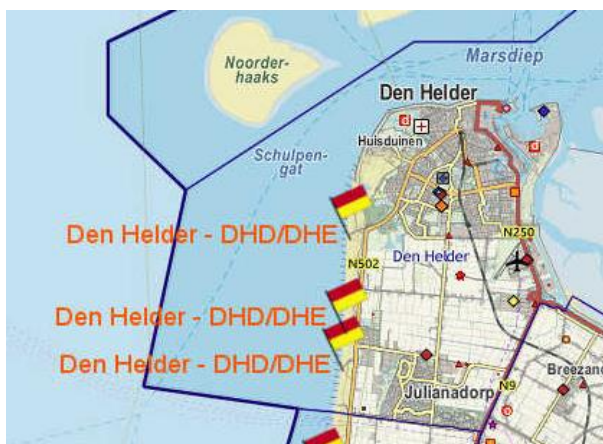 Marsdiep
Noorder-
haaks
Den Helder
d
Huisduinen
d
Schulpen-
gat
Den Helder - DHD/DHE
N250
Den Helder
N502
Den Helder - DHD/DHE
Den Helder - DHD/DHE
Breezand
N9
Julianadorp